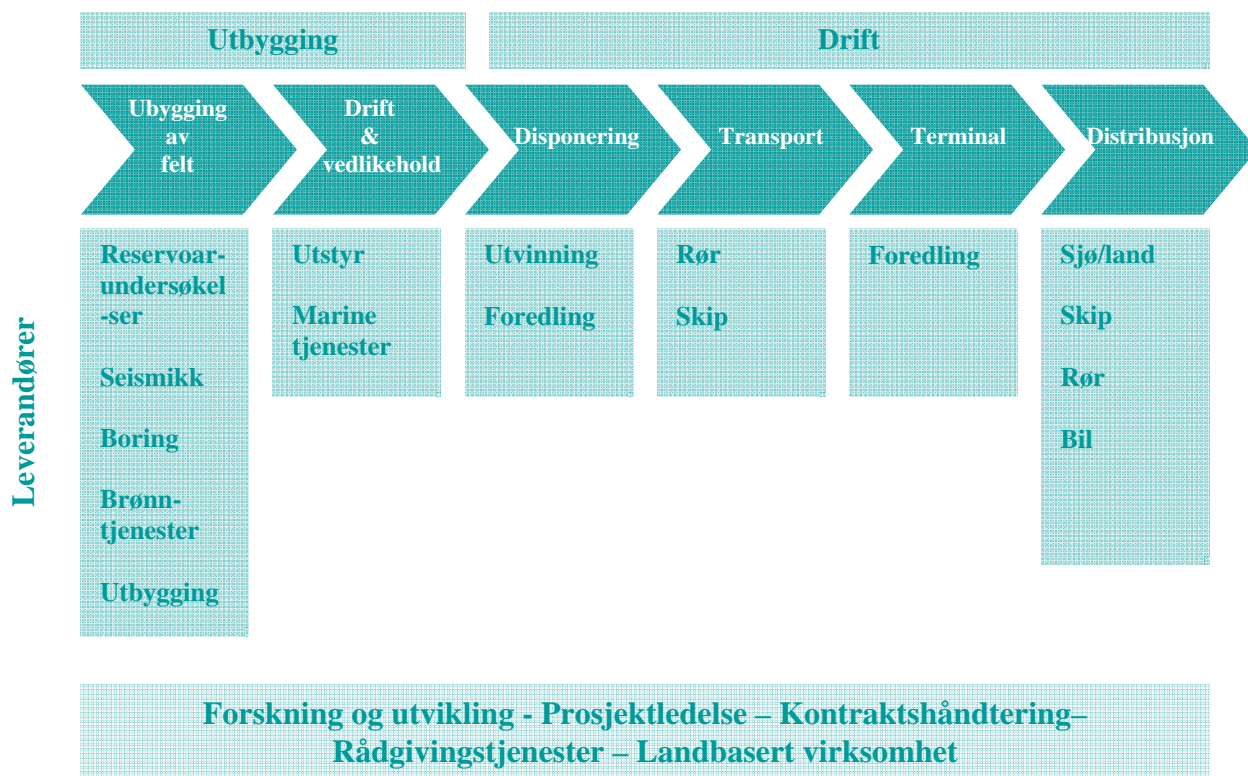 Utbygging
Drift
Ubygging
av
felt
Drift
&
vedlikehold
Disponering
Transport
Terminal
Distribusjon
Leverandører
Reservoar-
undersøkel
-ser
Seismikk
Boring
Brønn-
tjenester
Utbygging
Utstyr
Marine
tjenester
Utvinning
Foredling
Rør
Skip
Foredling
Sjø/land
Skip
Rør
Bil
Forskning og utvikling - Prosjektledelse – Kontraktshåndtering–
Rådgivingstjenester – Landbasert virksomhet